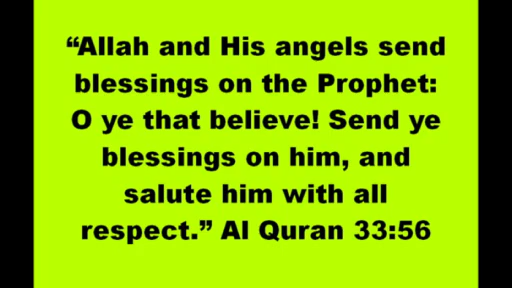 “Allah and His angels send
blessings on the Prophet:
O ye that believe! Send ye
blessings on him, and
salute him with all
respect.” Al Quran 33:56